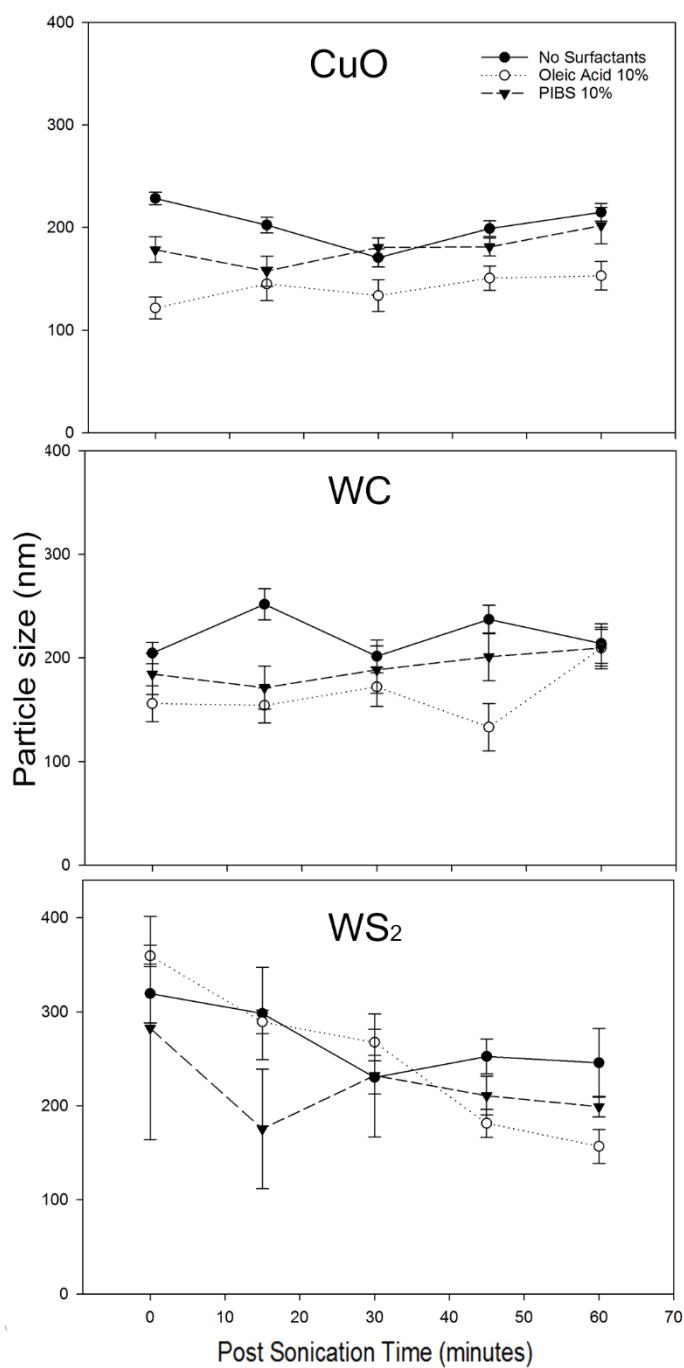 400
CuO
No Surfactants
Oleic Acid 10%
PIBS 10%
300
200
100
0
400
WC
300
200
100
0
Particle size (nm)
400
WS₂
300
200
100
0
0 10 20 30 40 50 60 70
Post Sonication Time (minutes)